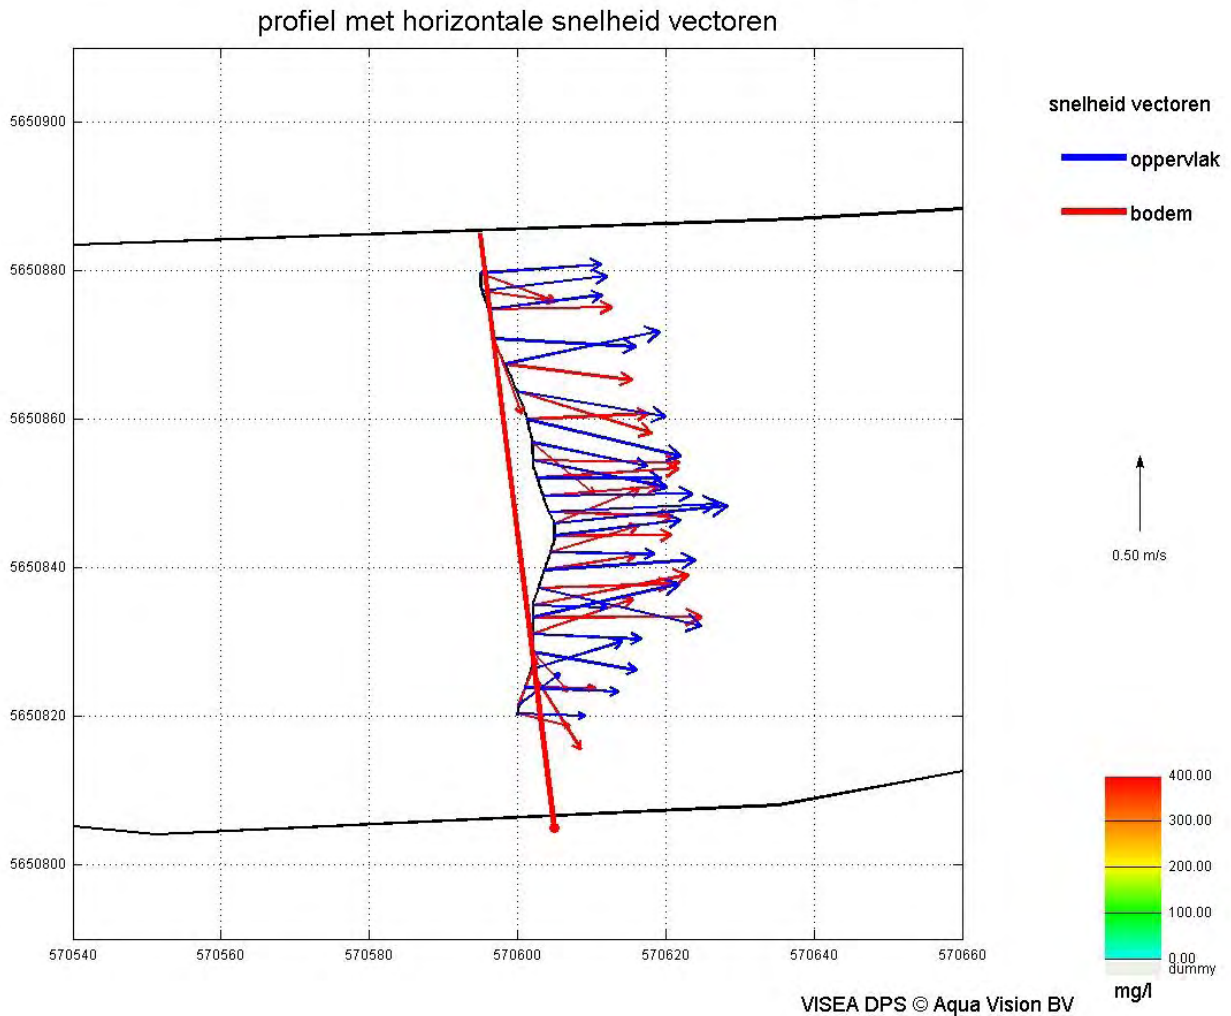 profiel met horizontale snelheid vectoren
snelheid vectoren
oppervlak
bodem
5650900
5650880
5650860
5650840
5650820
5650800
0.50 m/s
400.00
300.00
200.00
100.00
0.00
dummy
mg/l
570540 570560 570580 570600 570620 570640 570660
VISEA DPS © Aqua Vision BV